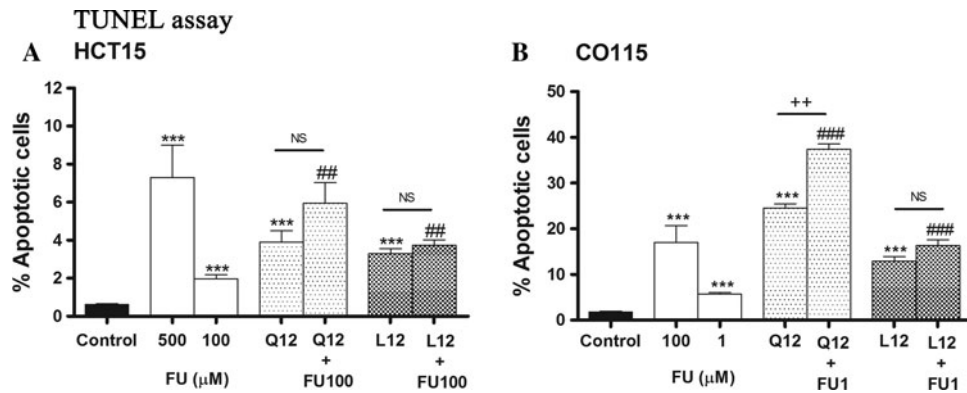 TUNEL assay
A HCT15
% Apoptotic cells
12
10
8
6
4
2
0
***
***
NS
***
##
NS
***
##
Control
500
100
Q12
Q12
+
FU100
L12
L12
+
FU100
FU (μM)
B CO115
% Apoptotic cells
50
40
30
20
10
0
***
***
++
***
###
NS
***
###
Control
100
1
Q12
Q12
+
FU1
L12
L12
+
FU1
FU (μM)